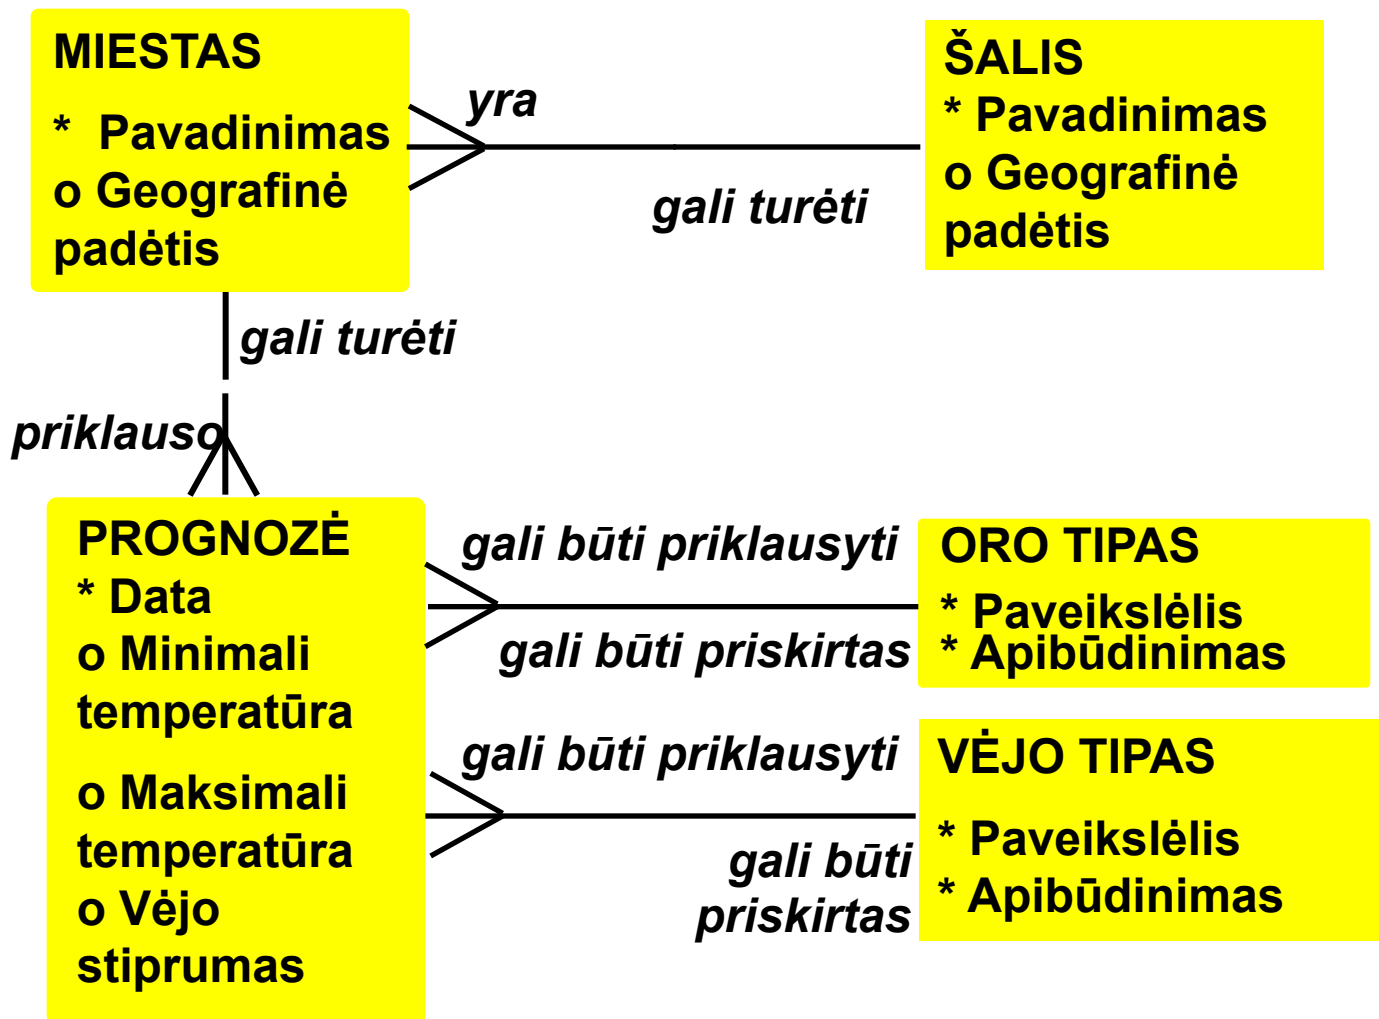 MIESTAS
* Pavadinimas
o Geografinė
padėtis
yra
gali turėti
ŠALIS
* Pavadinimas
o Geografinė
padėtis
gali turėti
priklauso
PROGNOZĖ
* Data
o Minimali
temperatūra
o Maksimali
temperatūra
o Vėjo
stiprumas
gali būti priklausyti
gali būti priskirtas
ORO TIPAS
* Paveikslėlis
* Apibūdinimas
gali būti priklausyti
gali būti
priskirtas
VĖJO TIPAS
* Paveikslėlis
* Apibūdinimas